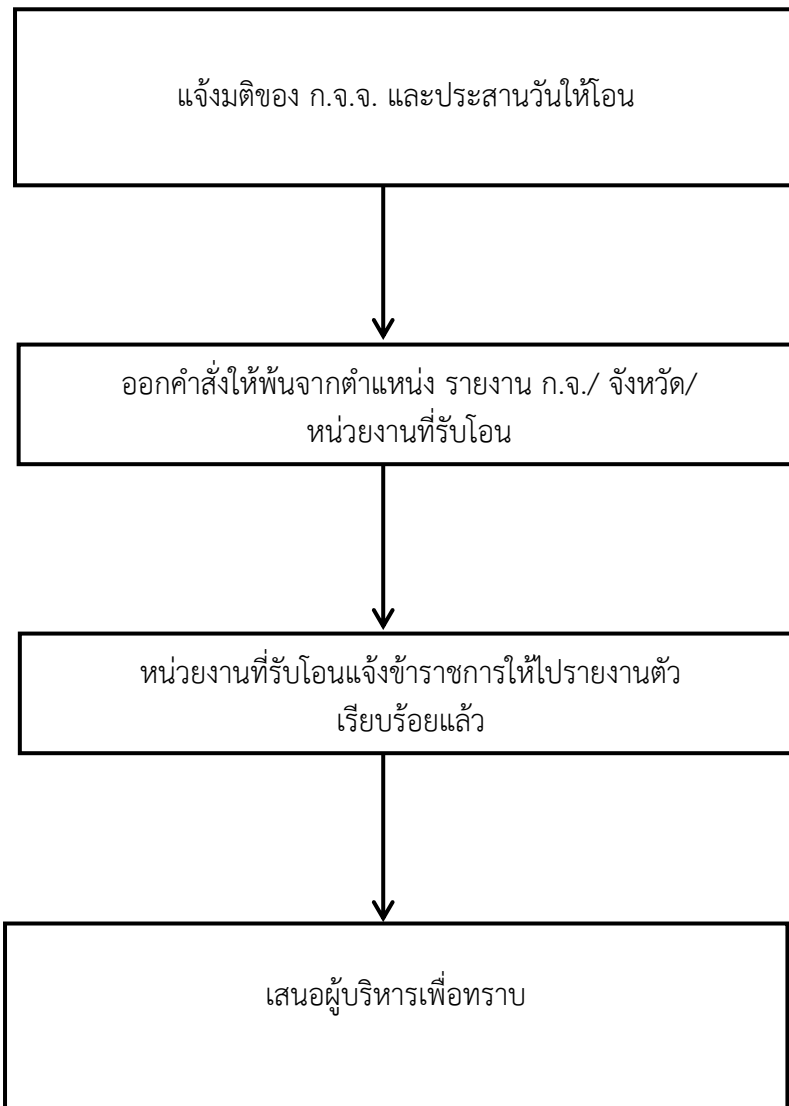 แจ้งมติของ ก.จ.จ. และประสานวันให้โอน
ออกคำสั่งให้พ้นจากตำแหน่ง รายงาน ก.จ./ จังหวัด/
หน่วยงานที่รับโอน
หน่วยงานที่รับโอนแจ้งข้าราชการให้ไปรายงานตัว
เรียบร้อยแล้ว
เสนอผู้บริหารเพื่อทราบ